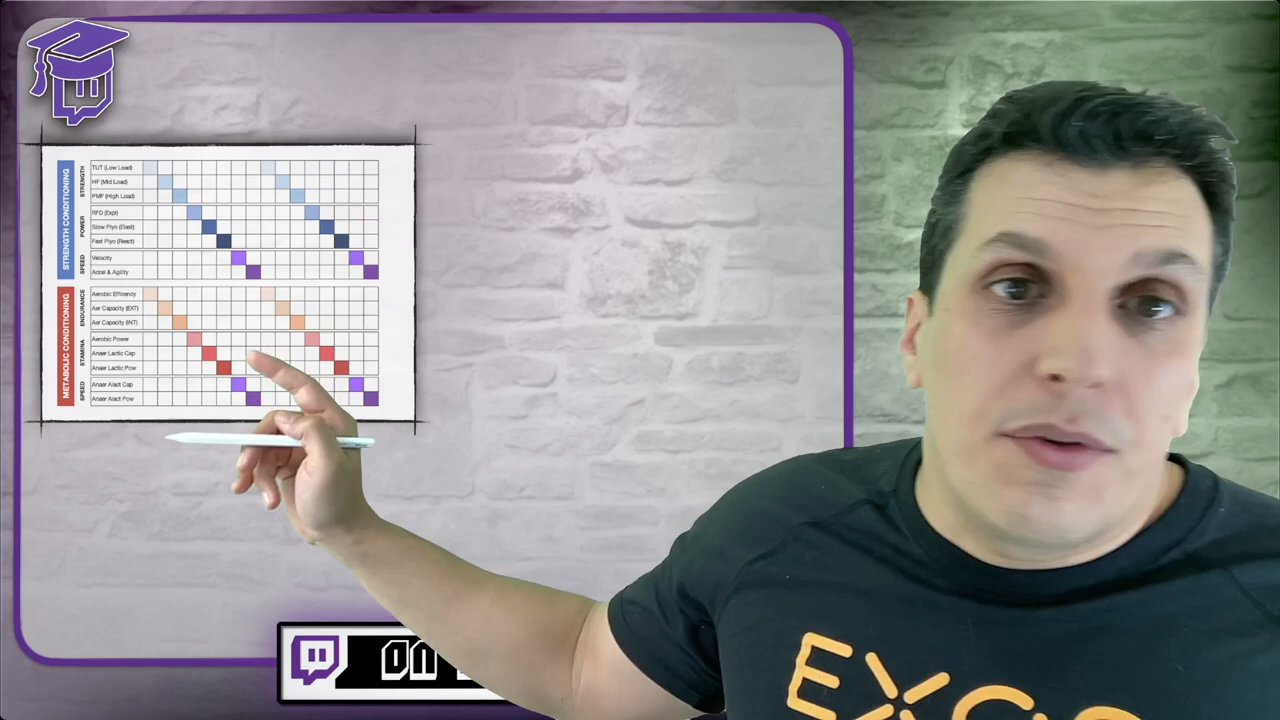 STRENGTH CONDITIONING
STRENGTH
TUT (Low Load)
HF (Mid Load)
PMF (High Load)
POWER
RFD (Expl)
Slow Plyo (Elast)
Fast Plyo (React)
SPEED
Velocity
Accel & Agility
METABOLIC CONDITIONING
ENDURANCE
Aerobic Efficency
Aer Capacity (EXT)
Aer Capacity (INT)
STAMINA
Aerobic Power
Anaer Lactic Cap
Anaer Lactic Pow
SPEED
Anaer Alact Cap
Anaer Alact Pow
ON